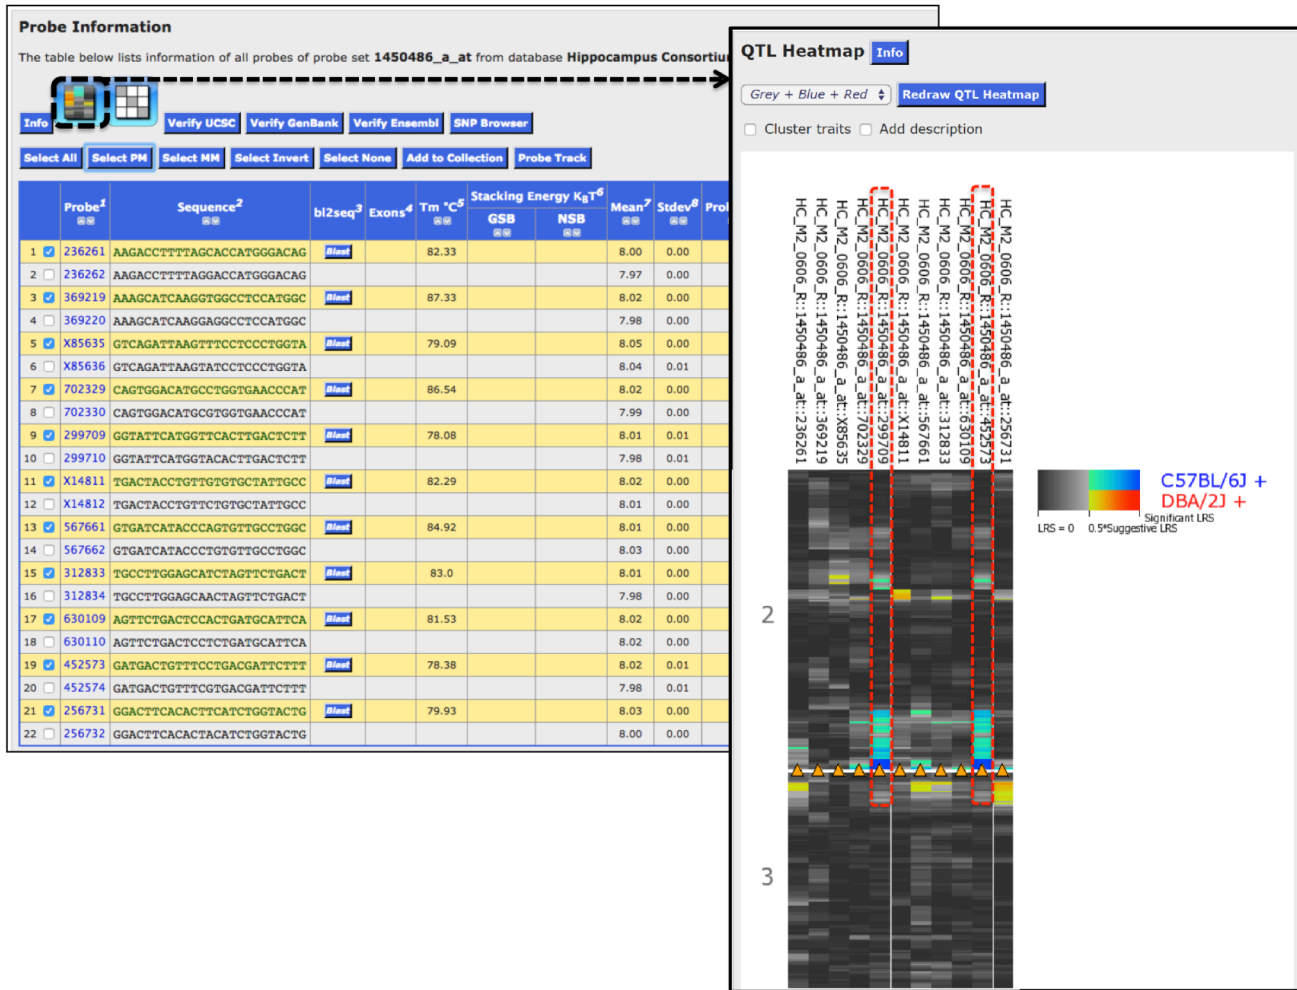 Probe Information
The table below lists information of all probes of probe set 1450486_a_at from database Hippocampus Consortiu
Info Verify UCSC Verify GenBank Verify Ensembl SNP Browser
Select All Select PM Select MM Select Invert Select None Add to Collection Probe Track
Probe1 Sequence2 bl2seq3 Exons4 Tm °C5 Stacking Energy KBT6 Mean7 Stdev8 Prol
GSB NSB
1 236261 AAGACCTTTTAGCACCATGGGACAG Blast 82.33 8.00 0.00
2 236262 AAGACCTTTTAGGACCATGGGACAG 7.97 0.00
3 369219 AAAGCATCAAGGTGGCCTCCATGGC Blast 87.33 8.02 0.00
4 369220 AAAGCATCAAGGAGGCCTCCATGGC 7.98 0.00
5 X85635 GTCAGATTAAGTTTCCTCCCTGGTA Blast 79.09 8.05 0.00
6 X85636 GTCAGATTAAGTATCCTCCCTGGTA 8.04 0.01
7 702329 CAGTGGACATGCCTGGTGAACCCAT Blast 86.54 8.02 0.00
8 702330 CAGTGGACATGCGTGGTGAACCCAT 7.99 0.00
9 299709 GGTATTCATGGTTCACTTGACTCTT Blast 78.08 8.01 0.01
10 299710 GGTATTCATGGTACACTTGACTCTT 7.98 0.01
11 X14811 TGACTACCTGTTGTGTGCTATTGCC Blast 82.29 8.02 0.00
12 X14812 TGACTACCTGTTCTGTGCTATTGCC 8.01 0.00
13 567661 GTGATCATACCCAGTGTTGCCTGGC Blast 84.92 8.01 0.00
14 567662 GTGATCATACCCTGTGTTGCCTGGC 8.03 0.00
15 312833 TGCCTTGGAGCATCTAGTTCTGACT Blast 83.0 8.01 0.00
16 312834 TGCCTTGGAGCAACTAGTTCTGACT 7.98 0.00
17 630109 AGTTCTGACTCCACTGATGCATTCA Blast 81.53 8.02 0.00
18 630110 AGTTCTGACTCCTCTGATGCATTCA 8.02 0.00
19 452573 GATGACTGTTTCCTGACGATTCTTT Blast 78.38 8.02 0.01
20 452574 GATGACTGTTTCGTGACGATTCTTT 7.98 0.01
21 256731 GGACTTCACACTTCATCTGGTACTG Blast 79.93 8.03 0.00
22 256732 GGACTTCACACTACATCTGGTACTG 8.00 0.00
QTL Heatmap Info
Grey + Blue + Red Redraw QTL Heatmap
Cluster traits Add description
HC_M2_0606_R::1450486_a_at::236261
HC_M2_0606_R::1450486_a_at::369219
HC_M2_0606_R::1450486_a_at::X85635
HC_M2_0606_R::1450486_a_at::702329
HC_M2_0606_R::1450486_a_at::299709
HC_M2_0606_R::1450486_a_at::X14811
HC_M2_0606_R::1450486_a_at::567661
HC_M2_0606_R::1450486_a_at::312833
HC_M2_0606_R::1450486_a_at::630109
HC_M2_0606_R::1450486_a_at::452573
HC_M2_0606_R::1450486_a_at::256731
C57BL/6J +
DBA/2J +
Significant LRS
LRS = 0 0.5*Suggestive LRS
2
3